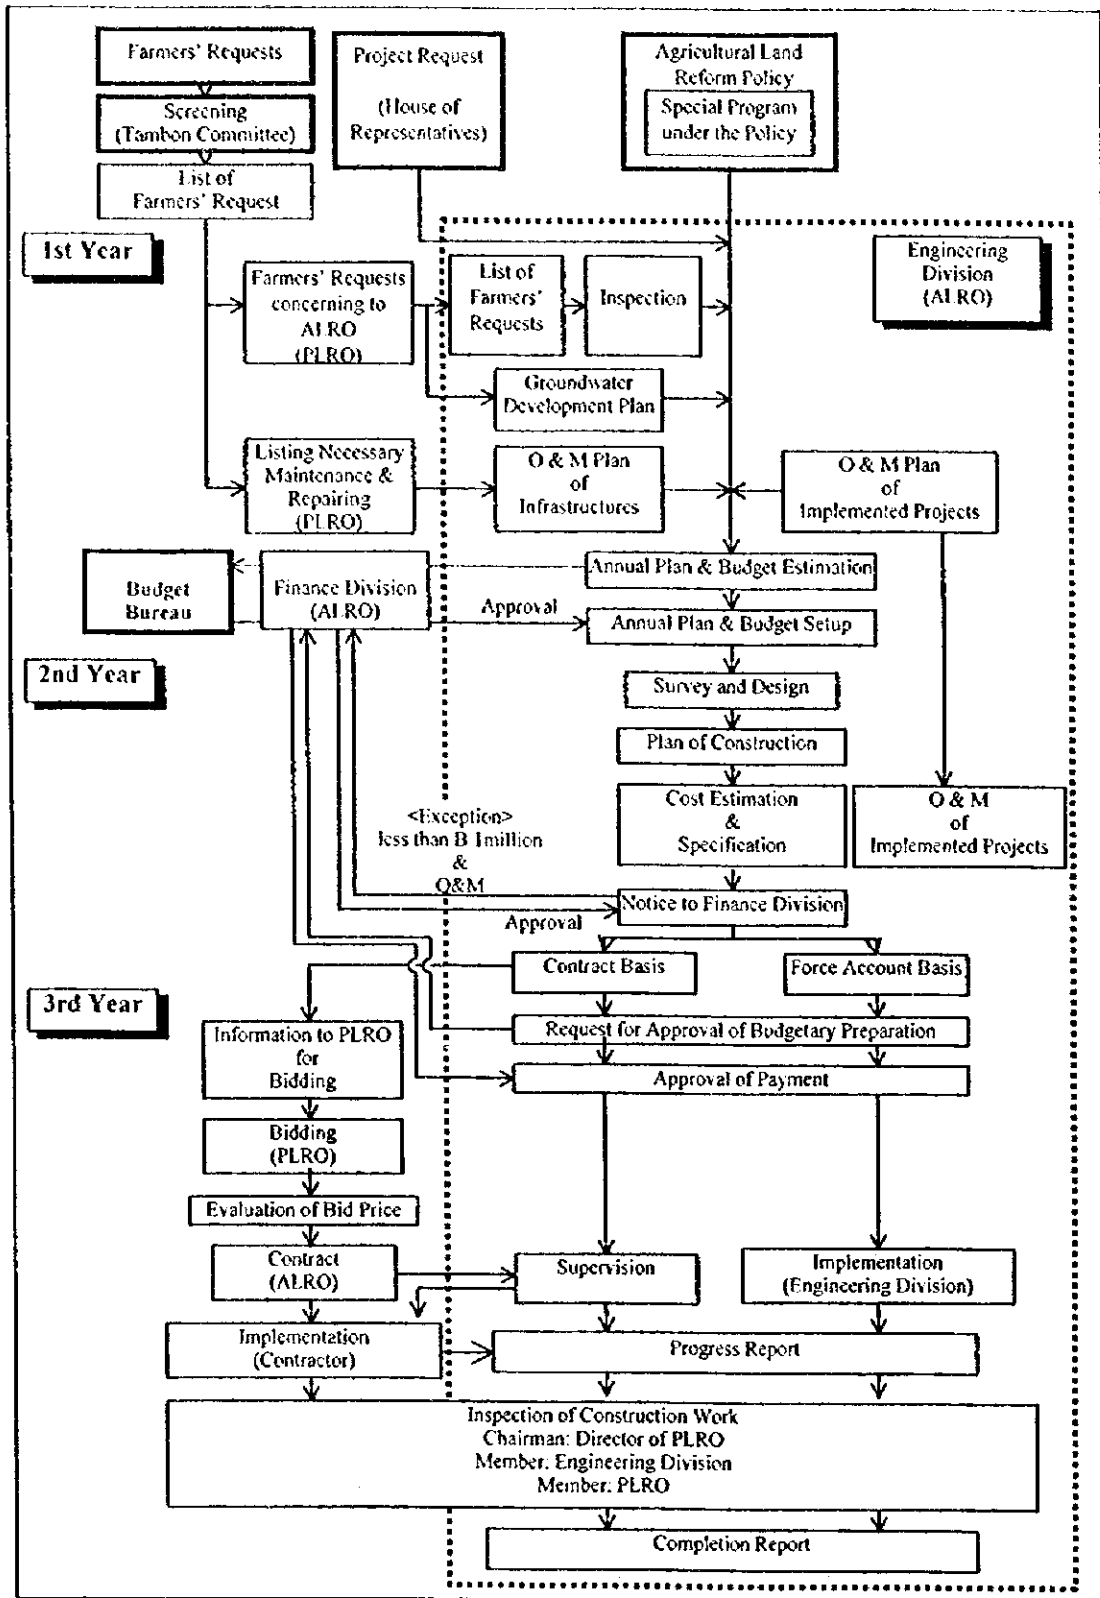 Farmers' Requests
Screening
(Tambon Committee)
List of
Farmers' Request
Project Request
(House of
Representatives)
Agricultural Land
Reform Policy
Special Program
under the Policy
1st Year
Engineering
Division
(ALRO)
Farmers' Requests
concerning to
ALRO
(PLRO)
List of
Farmers'
Requests
Inspection
Groundwater
Development Plan
Listing Necessary
Maintenance &
Repairing
(PLRO)
O & M Plan
of
Infrastructures
O & M Plan
of
Implemented Projects
Budget
Bureau
Finance Division
(ALRO)
Annual Plan & Budget Estimation
Approval
Annual Plan & Budget Setup
2nd Year
Survey and Design
Plan of Construction
Cost Estimation
&
Specification
O & M
of
Implemented Projects
<Exception>
less than B 1million
&
O&M
Notice to Finance Division
Approval
Contract Basis
Force Account Basis
3rd Year
Information to PLRO
for
Bidding
Request for Approval of Budgetary Preparation
Approval of Payment
Bidding
(PLRO)
Evaluation of Bid Price
Contract
(ALRO)
Supervision
Implementation
(Engineering Division)
Implementation
(Contractor)
Progress Report
Inspection of Construction Work
Chairman: Director of PLRO
Member: Engineering Division
Member: PLRO
Completion Report